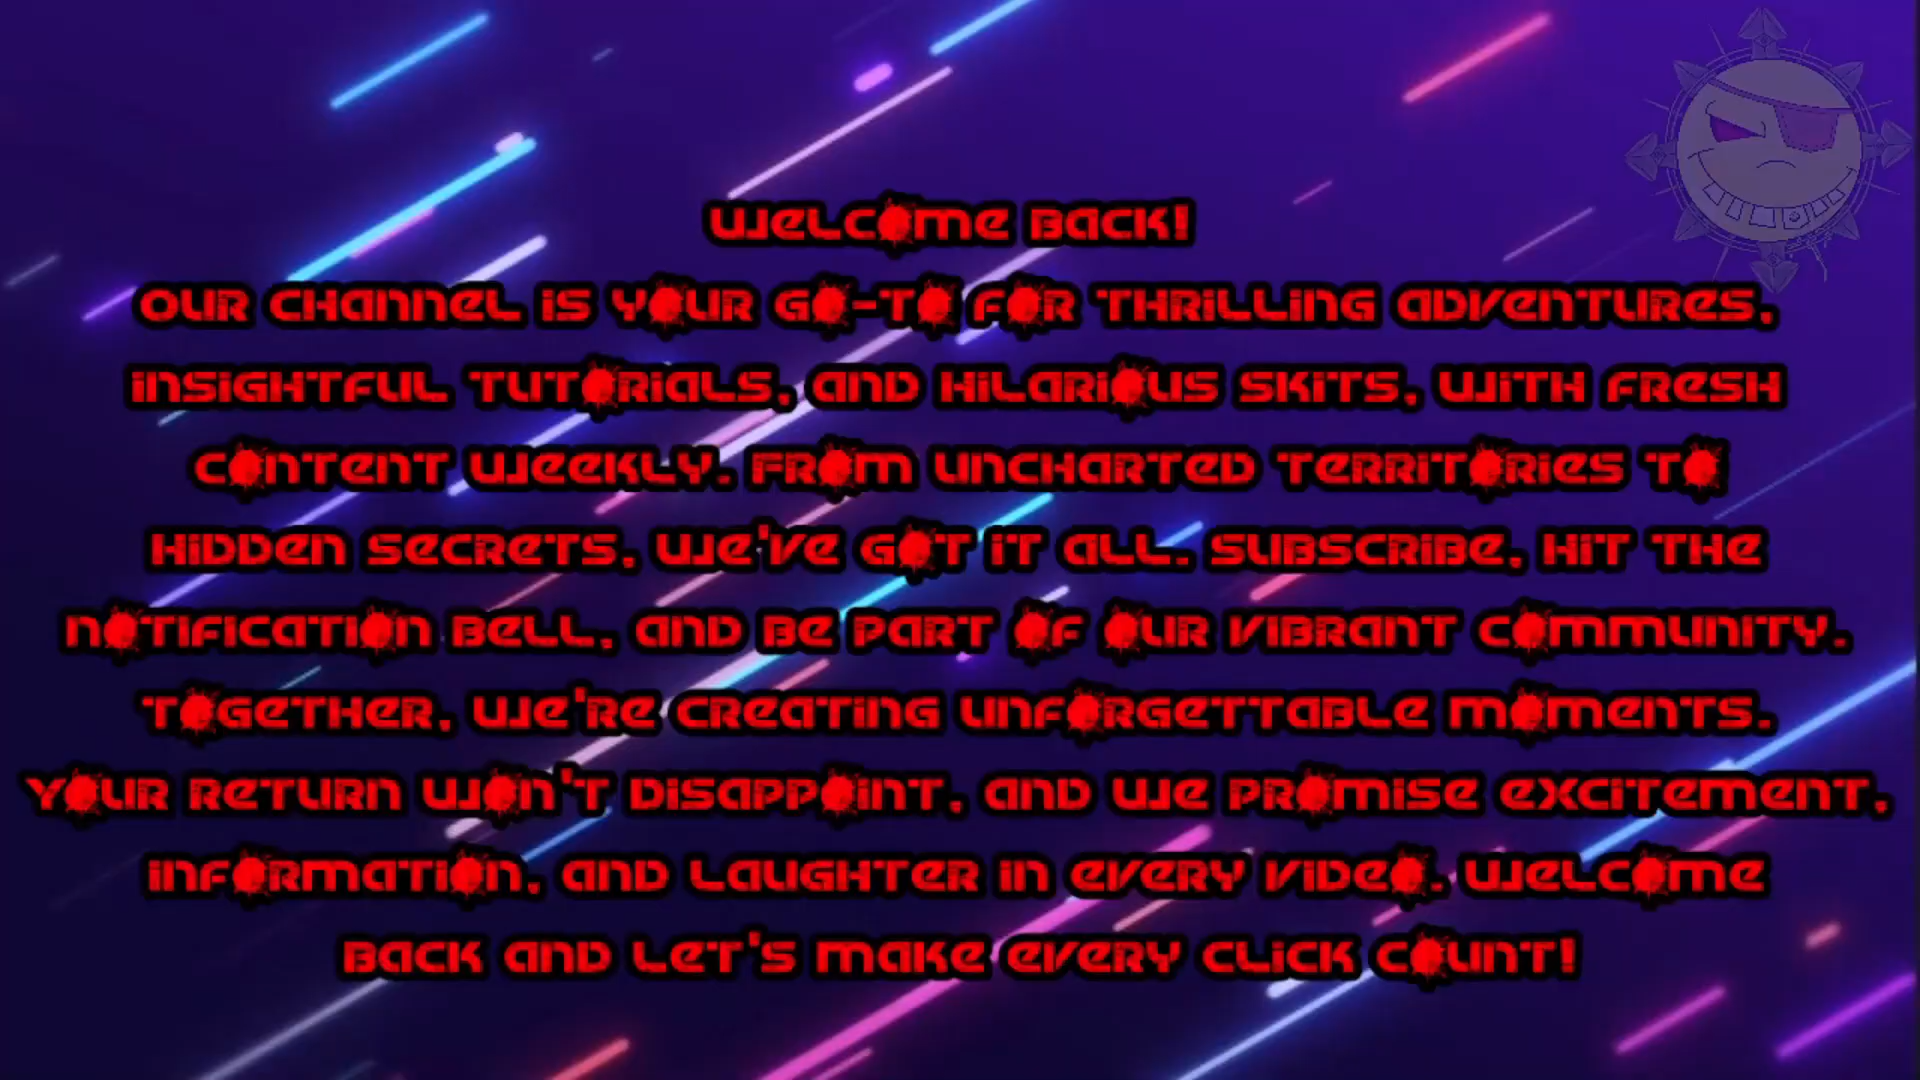 WELCOME BACK!
OUR CHANNEL IS YOUR GO-TO FOR THRILLING ADVENTURES,
INSIGHTFUL TUTORIALS, AND HILARIOUS SKITS, WITH FRESH
CONTENT WEEKLY. FROM UNCHARTED TERRITORIES TO
HIDDEN SECRETS, WE'VE GOT IT ALL. SUBSCRIBE, HIT THE
NOTIFICATION BELL, AND BE PART OF OUR VIBRANT COMMUNITY.
TOGETHER, WE'RE CREATING UNFORGETTABLE MOMENTS.
YOUR RETURN WON'T DISAPPOINT, AND WE PROMISE EXCITEMENT,
INFORMATION, AND LAUGHTER IN EVERY VIDEO. WELCOME
BACK AND LET'S MAKE EVERY CLICK COUNT!